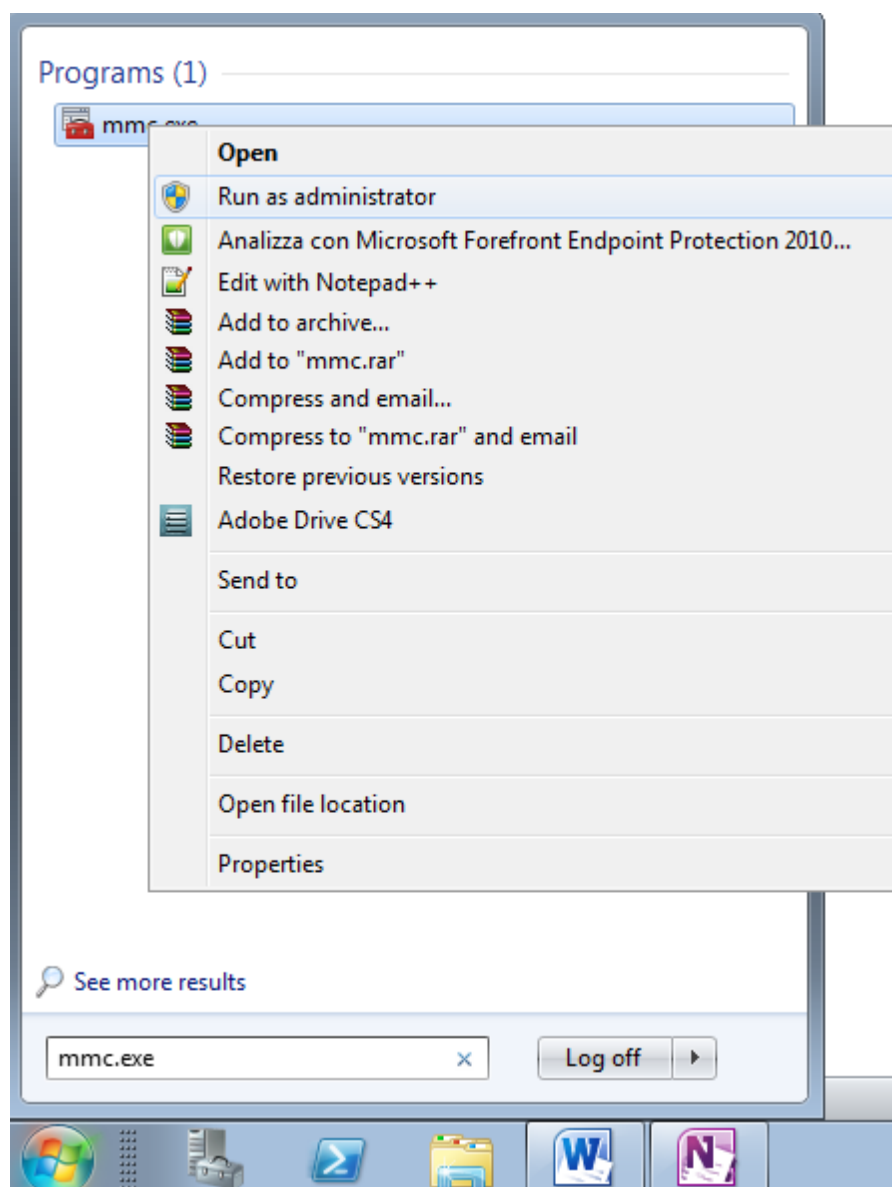 Programs (1)
mmc.exe
Open
Run as administrator
Analizza con Microsoft Forefront Endpoint Protection 2010...
Edit with Notepad++
Add to archive...
Add to "mmc.rar"
Compress and email...
Compress to "mmc.rar" and email
Restore previous versions
Adobe Drive CS4
Send to
Cut
Copy
Delete
Open file location
Properties
See more results
mmc.exe
Log off
W
N